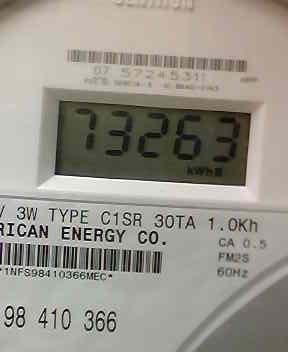 07 57245311
73263
kWh
V 3W TYPE C1SR 30TA 1.0Kh
RICAN ENERGY CO.
CA 0.5
FM2S
60Hz
*1NFS98410366MEC*
98 410 366